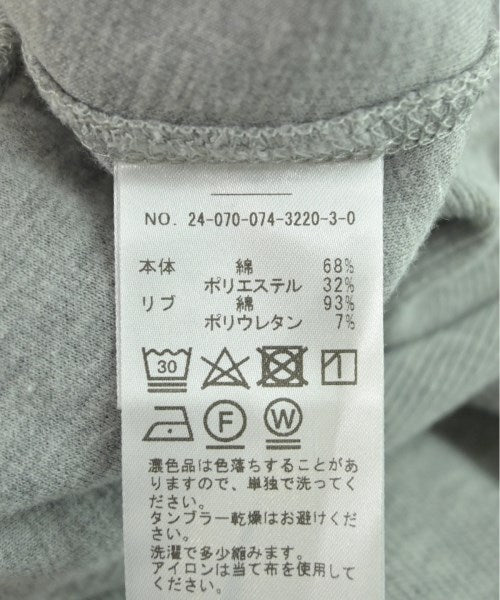 NO. 24-070-074-3220-3-0
本体 綿 68%
ポリエステル 32%
リブ 綿 93%
ポリウレタン 7%
30
F W
濃色品は色落ちすることがあ
りますので、単独で洗ってく
ださい。
タンブラー乾燥はお避けくだ
さい。
洗濯で多少縮みます。
アイロンは当て布を使用して
ください。